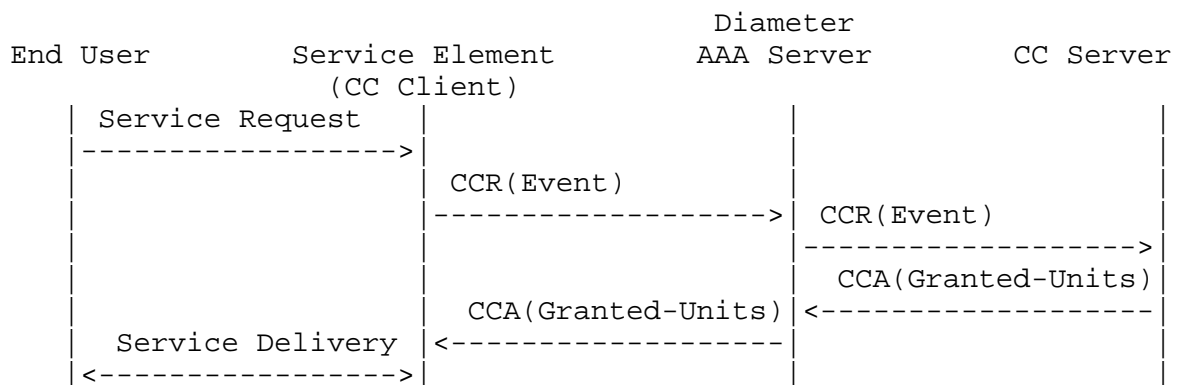 Diameter
End User Service Element AAA Server CC Server
(CC Client)
Service Request
CCR(Event)
CCR(Event)
CCA(Granted-Units)
CCA(Granted-Units)
Service Delivery